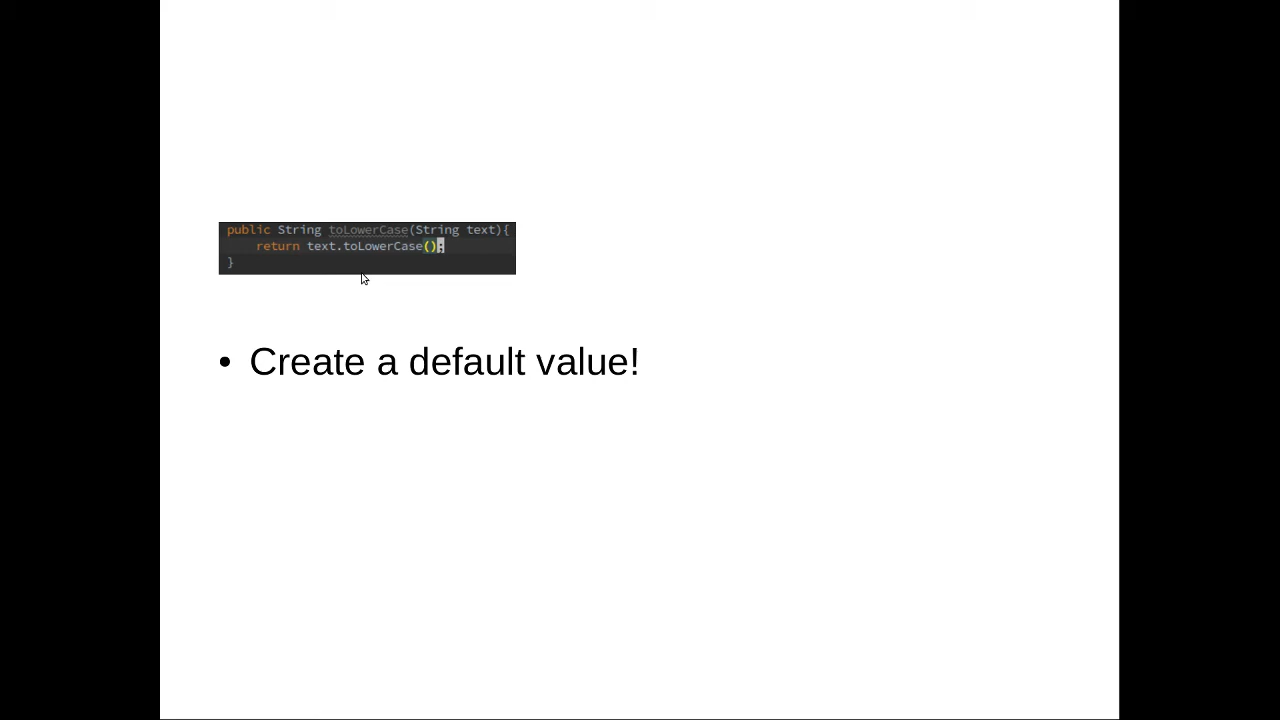 public String toLowerCase(String text){
return text.toLowerCase();
}
• Create a default value!